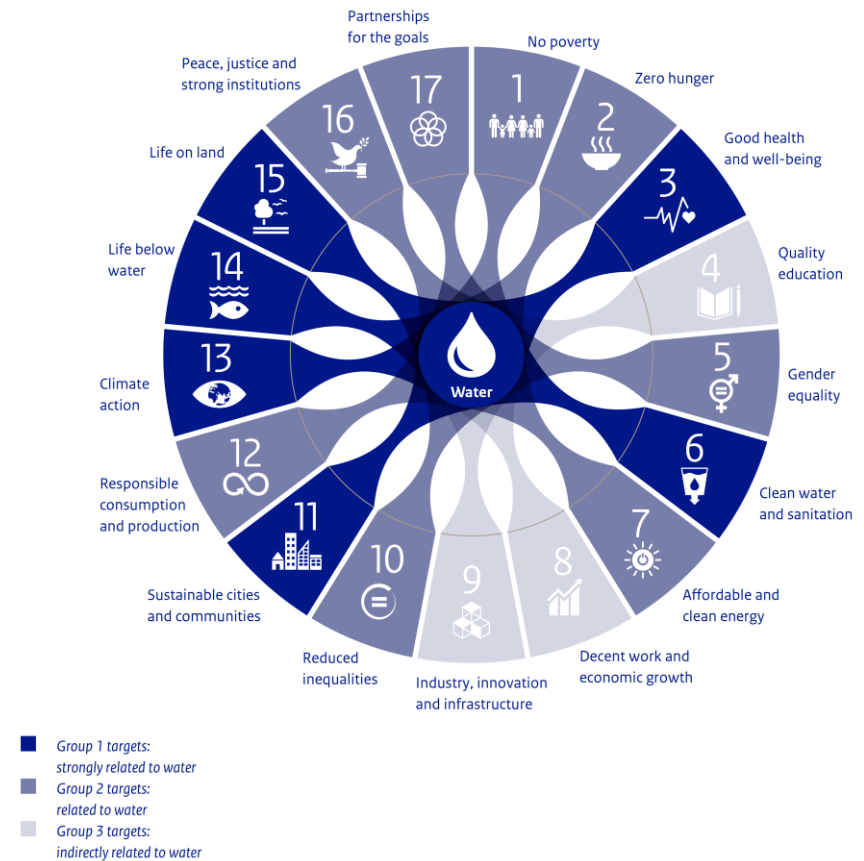 Partnerships
for the goals
No poverty
Peace, justice and
strong institutions
Zero hunger
17
1
16
2
Life on land
Good health
and well-being
15
3
Life below
water
14
4
Quality
education
13
5
Climate
action
Water
Gender
equality
12
6
Responsible
consumption
and production
Clean water
and sanitation
11
7
10
8
9
Sustainable cities
and communities
Affordable and
clean energy
Reduced
inequalities
Decent work and
economic growth
Industry, innovation
and infrastructure
Group 1 targets:
strongly related to water
Group 2 targets:
related to water
Group 3 targets:
indirectly related to water